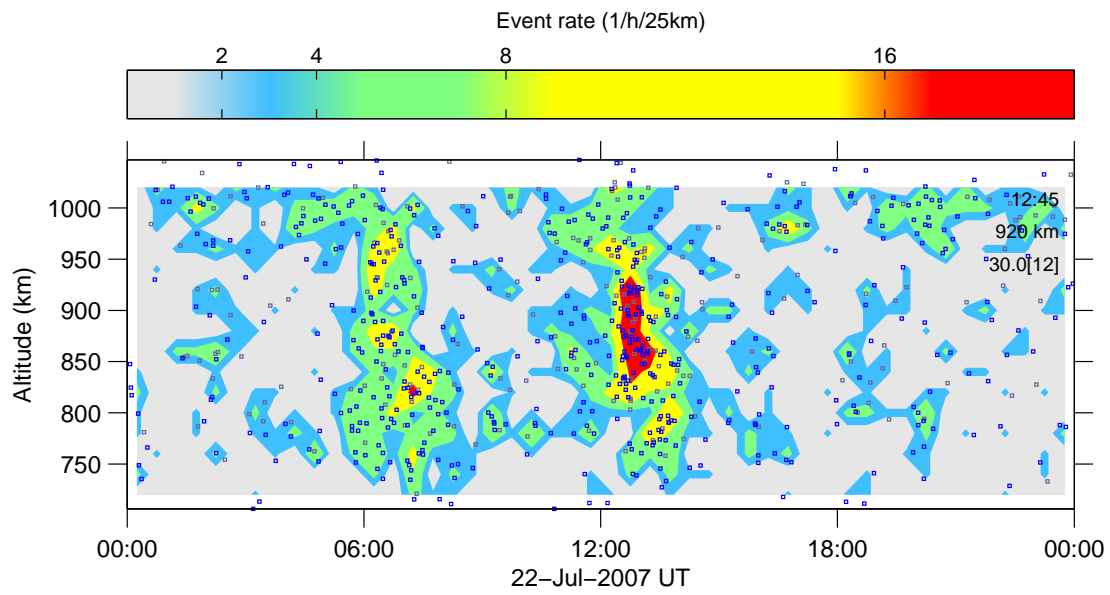 Event rate (1/h/25km)
2 4 8 16
1000
950
900
850
800
750
Altitude (km)
12:45
920 km
30.0[12]
00:00 06:00 12:00 18:00 00:00
22−Jul−2007 UT